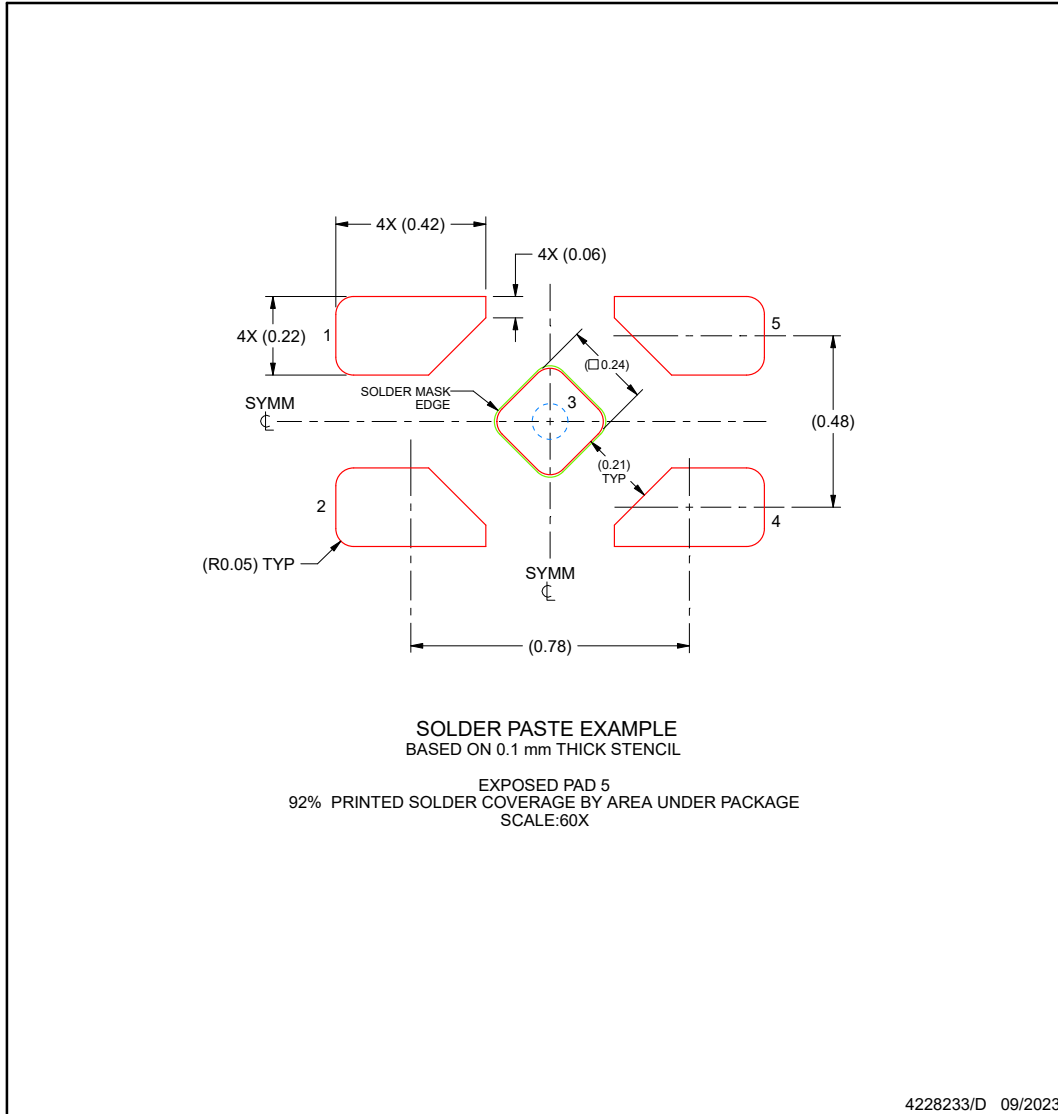 4X (0.42)
4X (0.06)
4X (0.22)
1
5
(□0.24)
SOLDER MASK
EDGE
3
SYMM
℄
(0.48)
(0.21)
TYP
2
4
(R0.05) TYP
SYMM
℄
(0.78)
SOLDER PASTE EXAMPLE
BASED ON 0.1 mm THICK STENCIL
EXPOSED PAD 5
92% PRINTED SOLDER COVERAGE BY AREA UNDER PACKAGE
SCALE:60X
4228233/D 09/2023